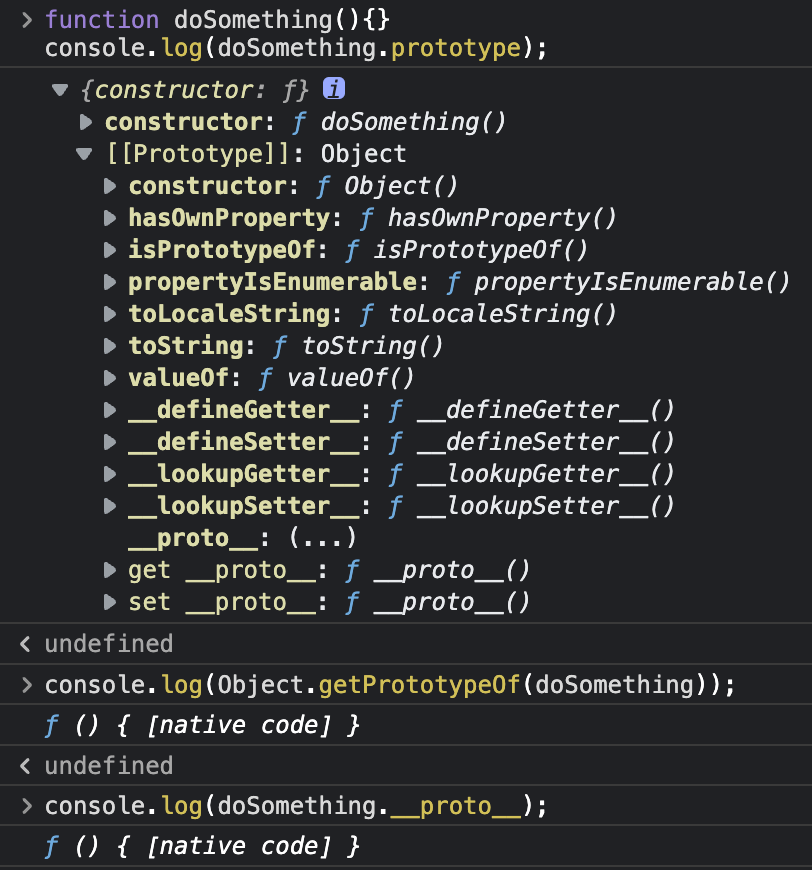 > function doSomething(){}
console.log(doSomething.prototype);
▼ {constructor: ƒ} i
▶ constructor: ƒ doSomething()
▼ [[Prototype]]: Object
▶ constructor: ƒ Object()
▶ hasOwnProperty: ƒ hasOwnProperty()
▶ isPrototypeOf: ƒ isPrototypeOf()
▶ propertyIsEnumerable: ƒ propertyIsEnumerable()
▶ toLocaleString: ƒ toLocaleString()
▶ toString: ƒ toString()
▶ valueOf: ƒ valueOf()
▶ __defineGetter__: ƒ __defineGetter__()
▶ __defineSetter__: ƒ __defineSetter__()
▶ __lookupGetter__: ƒ __lookupGetter__()
▶ __lookupSetter__: ƒ __lookupSetter__()
__proto__: (...)
▶ get __proto__: ƒ __proto__()
▶ set __proto__: ƒ __proto__()
< undefined
> console.log(Object.getPrototypeOf(doSomething));
ƒ () { [native code] }
< undefined
> console.log(doSomething.__proto__);
ƒ () { [native code] }